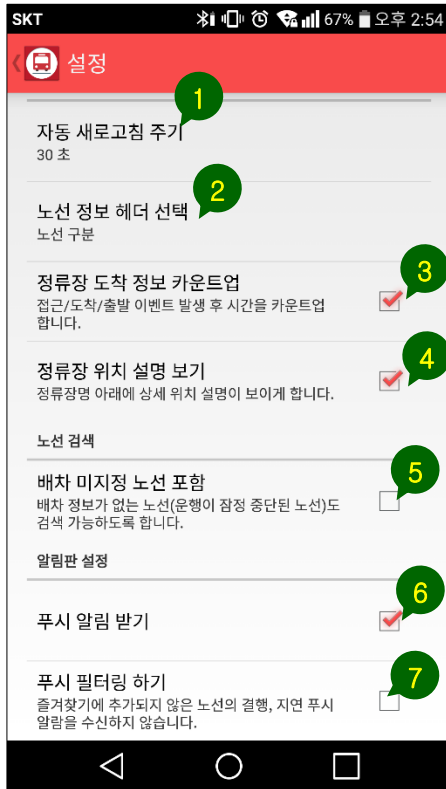 SKT 67% 오후 2:54
설정
1
자동 새로고침 주기
30 초
2
노선 정보 헤더 선택
노선 구분
3
정류장 도착 정보 카운트업
접근/도착/출발 이벤트 발생 후 시간을 카운트업
합니다.
4
정류장 위치 설명 보기
정류장명 아래에 상세 위치 설명이 보이게 합니다.
노선 검색
5
배차 미지정 노선 포함
배차 정보가 없는 노선(운행이 잠정 중단된 노선)도
검색 가능하도록 합니다.
알림판 설정
6
푸시 알림 받기
7
푸시 필터링 하기
즐겨찾기에 추가되지 않은 노선의 결행, 지연 푸시
알람을 수신하지 않습니다.